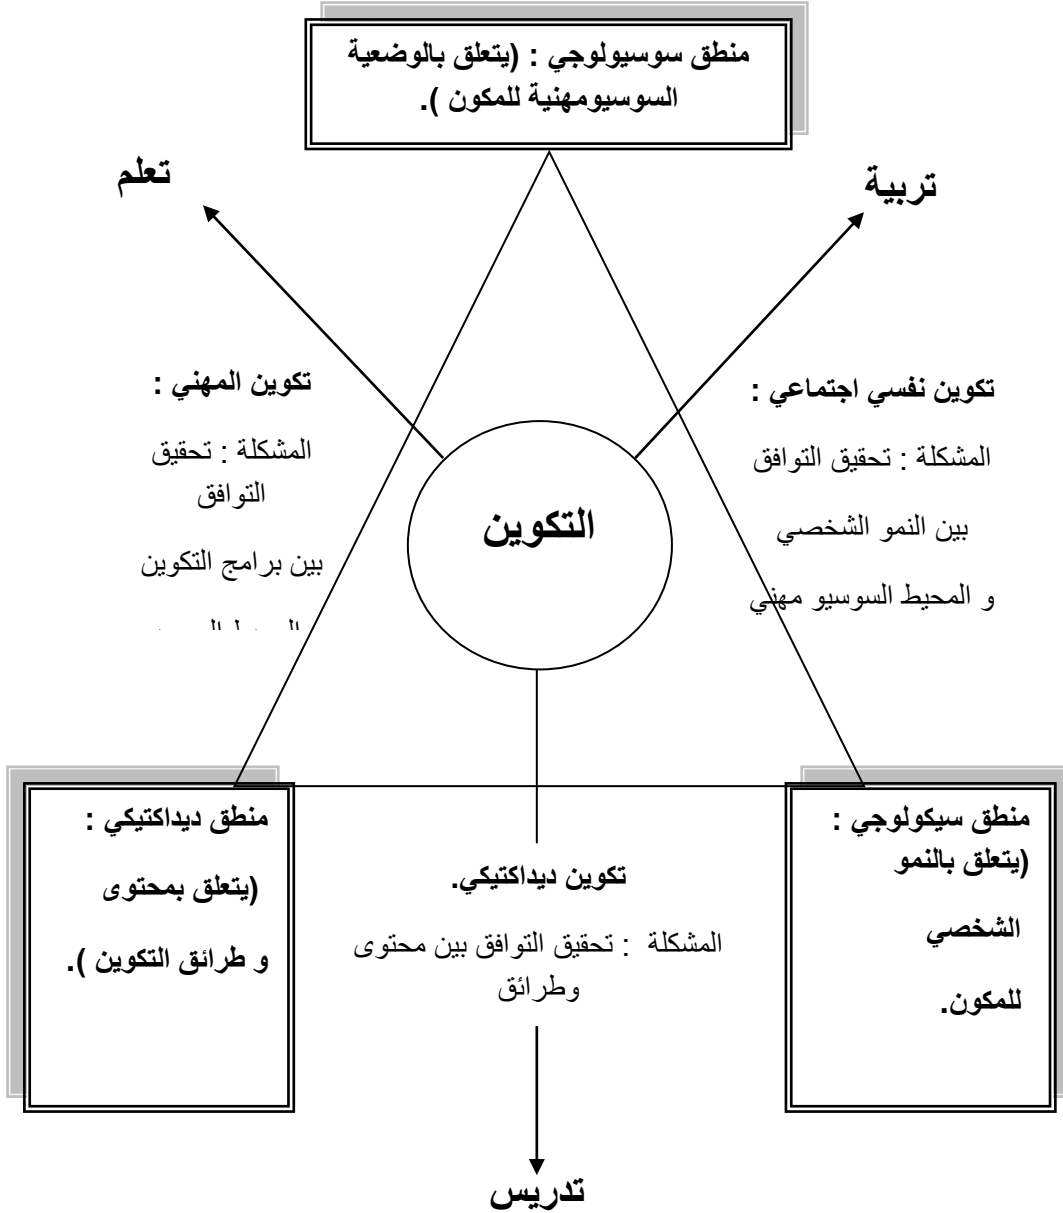 منطق سوسيولوجي : (يتعلق بالوضعية
السوسيومهنية للمكون ).
تربية
تعلم
تكوين نفسي اجتماعي :
المشكلة : تحقيق التوافق
بين النمو الشخصي
و المحيط السوسيو مهني
تكوين المهني :
المشكلة : تحقيق
التوافق
بين برامج التكوين
التكوين
منطق سيكولوجي :
(يتعلق بالنمو
الشخصي
للمكون.
تكوين ديداكتيكي.
المشكلة : تحقيق التوافق بين محتوى
وطرائق
منطق ديداكتيكي :
(يتعلق بمحتوى
و طرائق التكوين ).
تدريس